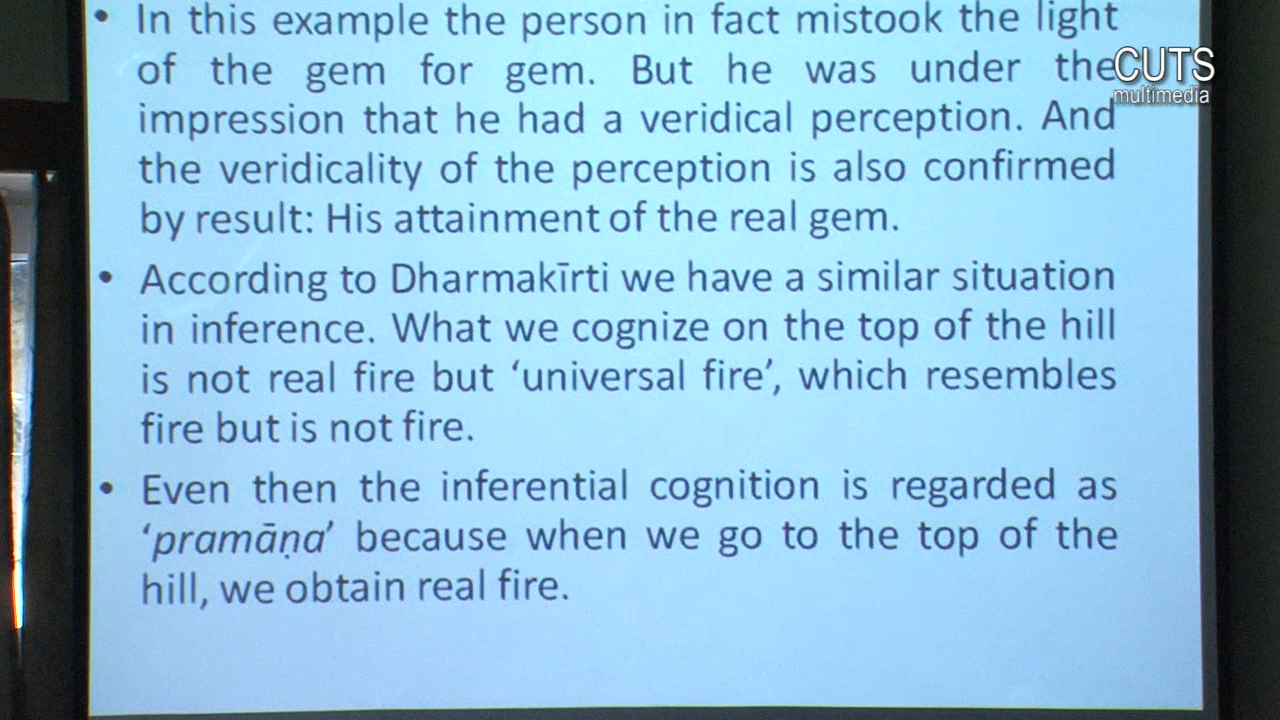 • In this example the person in fact mistook the light
of the gem for gem. But he was under the
impression that he had a veridical perception. And
the veridicality of the perception is also confirmed
by result: His attainment of the real gem.
• According to Dharmakīrti we have a similar situation
in inference. What we cognize on the top of the hill
is not real fire but ‘universal fire’, which resembles
fire but is not fire.
• Even then the inferential cognition is regarded as
‘pramāṇa’ because when we go to the top of the
hill, we obtain real fire.
CUTS
multimedia